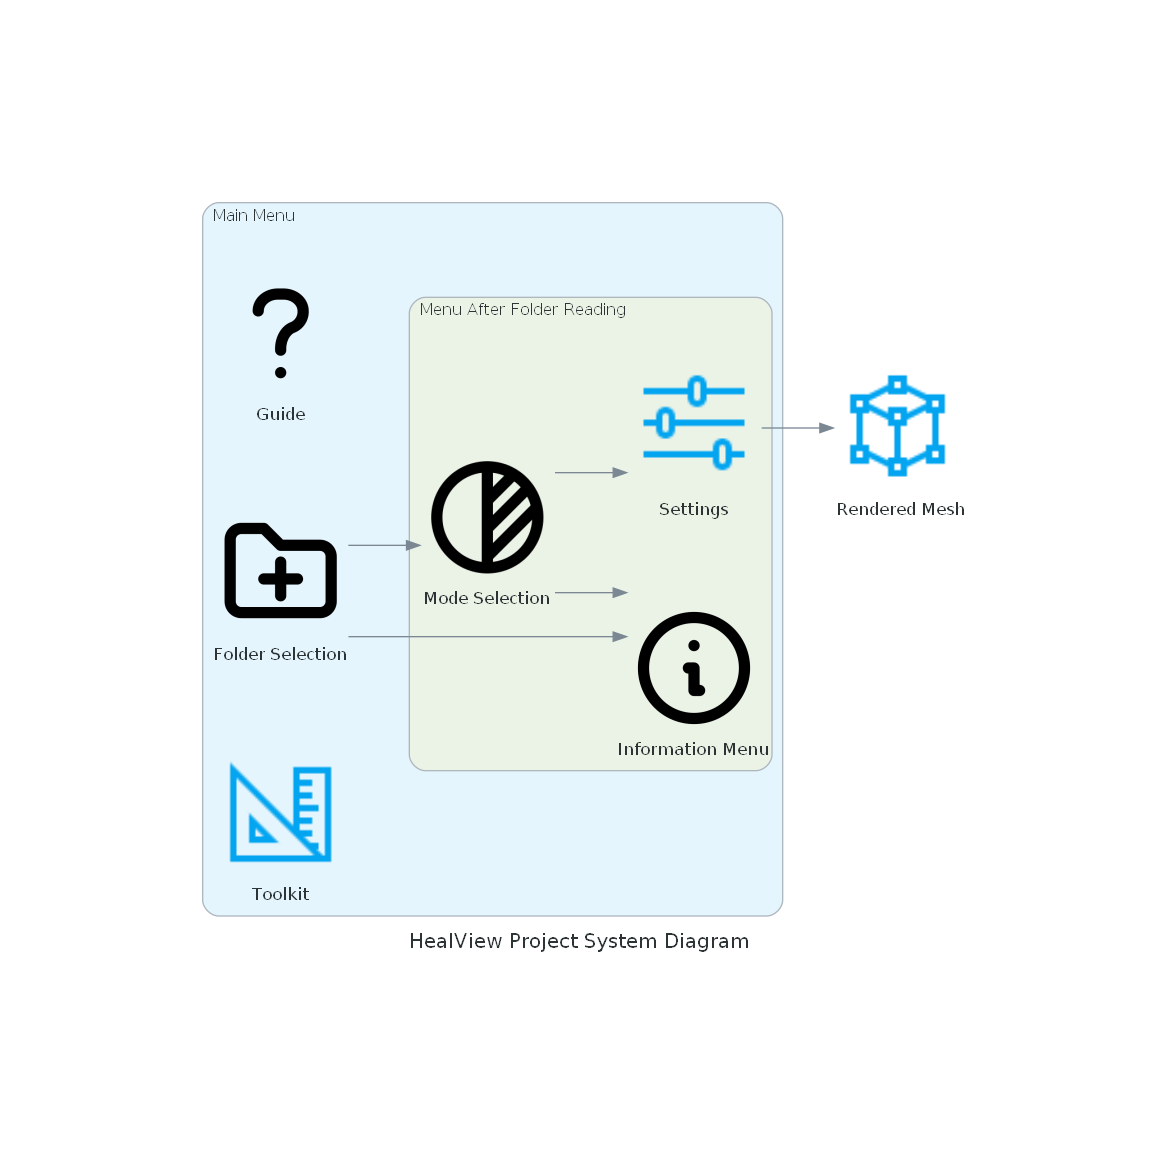 Main Menu
Menu After Folder Reading
Guide
Settings
Rendered Mesh
Mode Selection
Folder Selection
Information Menu
Toolkit
HealView Project System Diagram